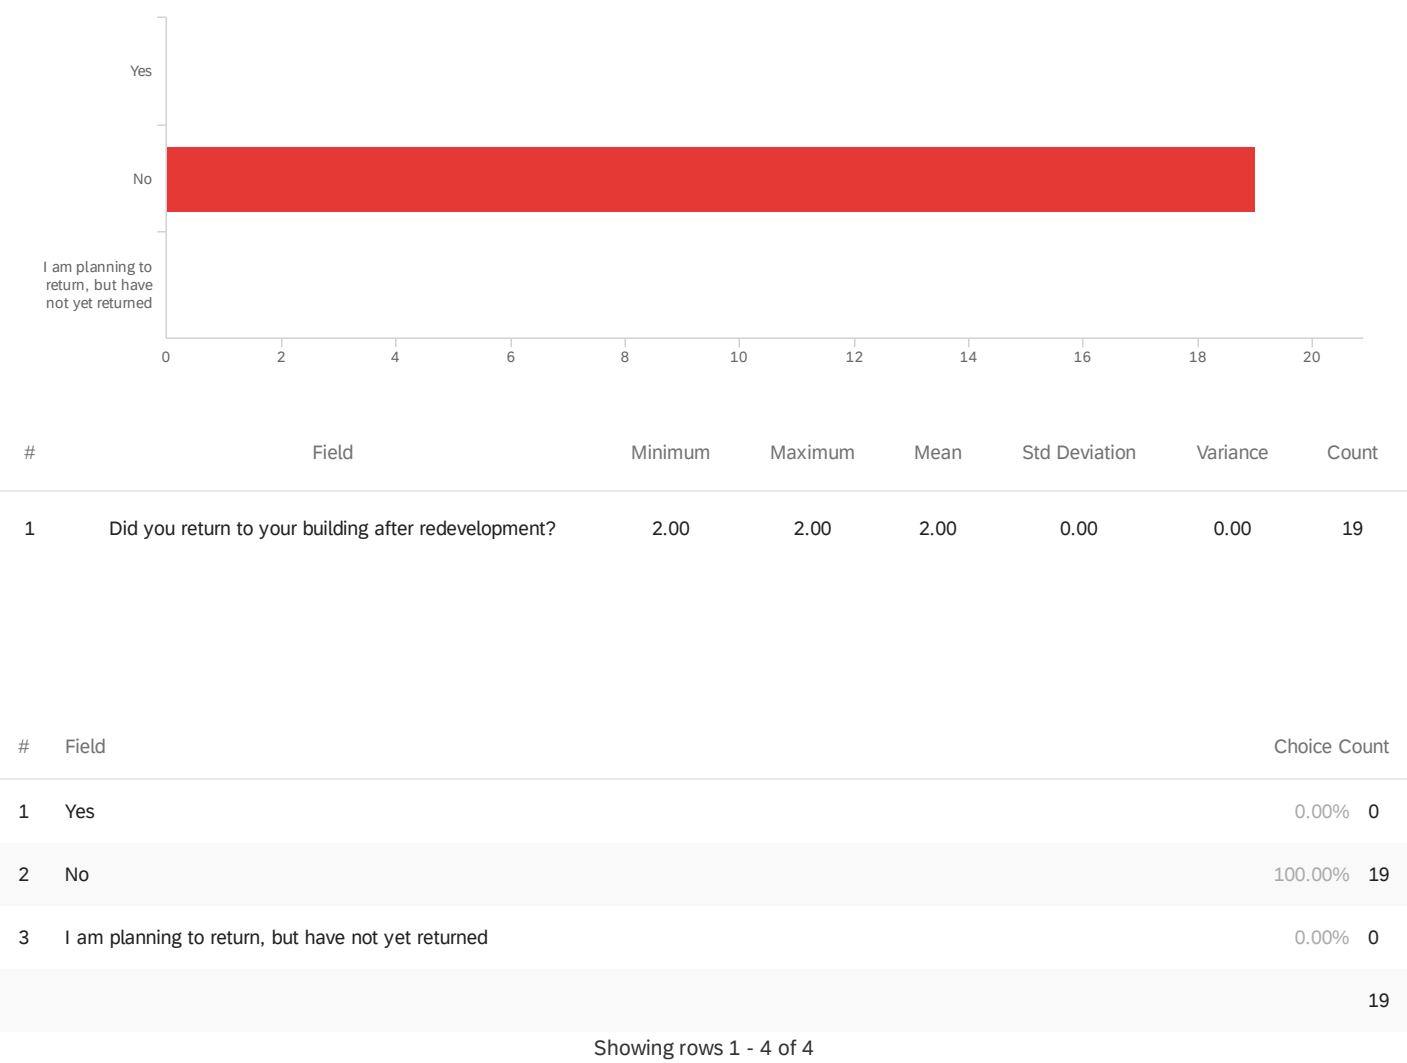 Yes
No
I am planning to
return, but have
not yet returned
0 2 4 6 8 10 12 14 16 18 20
# Field Minimum Maximum Mean Std Deviation Variance Count
1 Did you return to your building after redevelopment? 2.00 2.00 2.00 0.00 0.00 19
# Field Choice Count
1 Yes 0.00% 0
2 No 100.00% 19
3 I am planning to return, but have not yet returned 0.00% 0
19
Showing rows 1 - 4 of 4